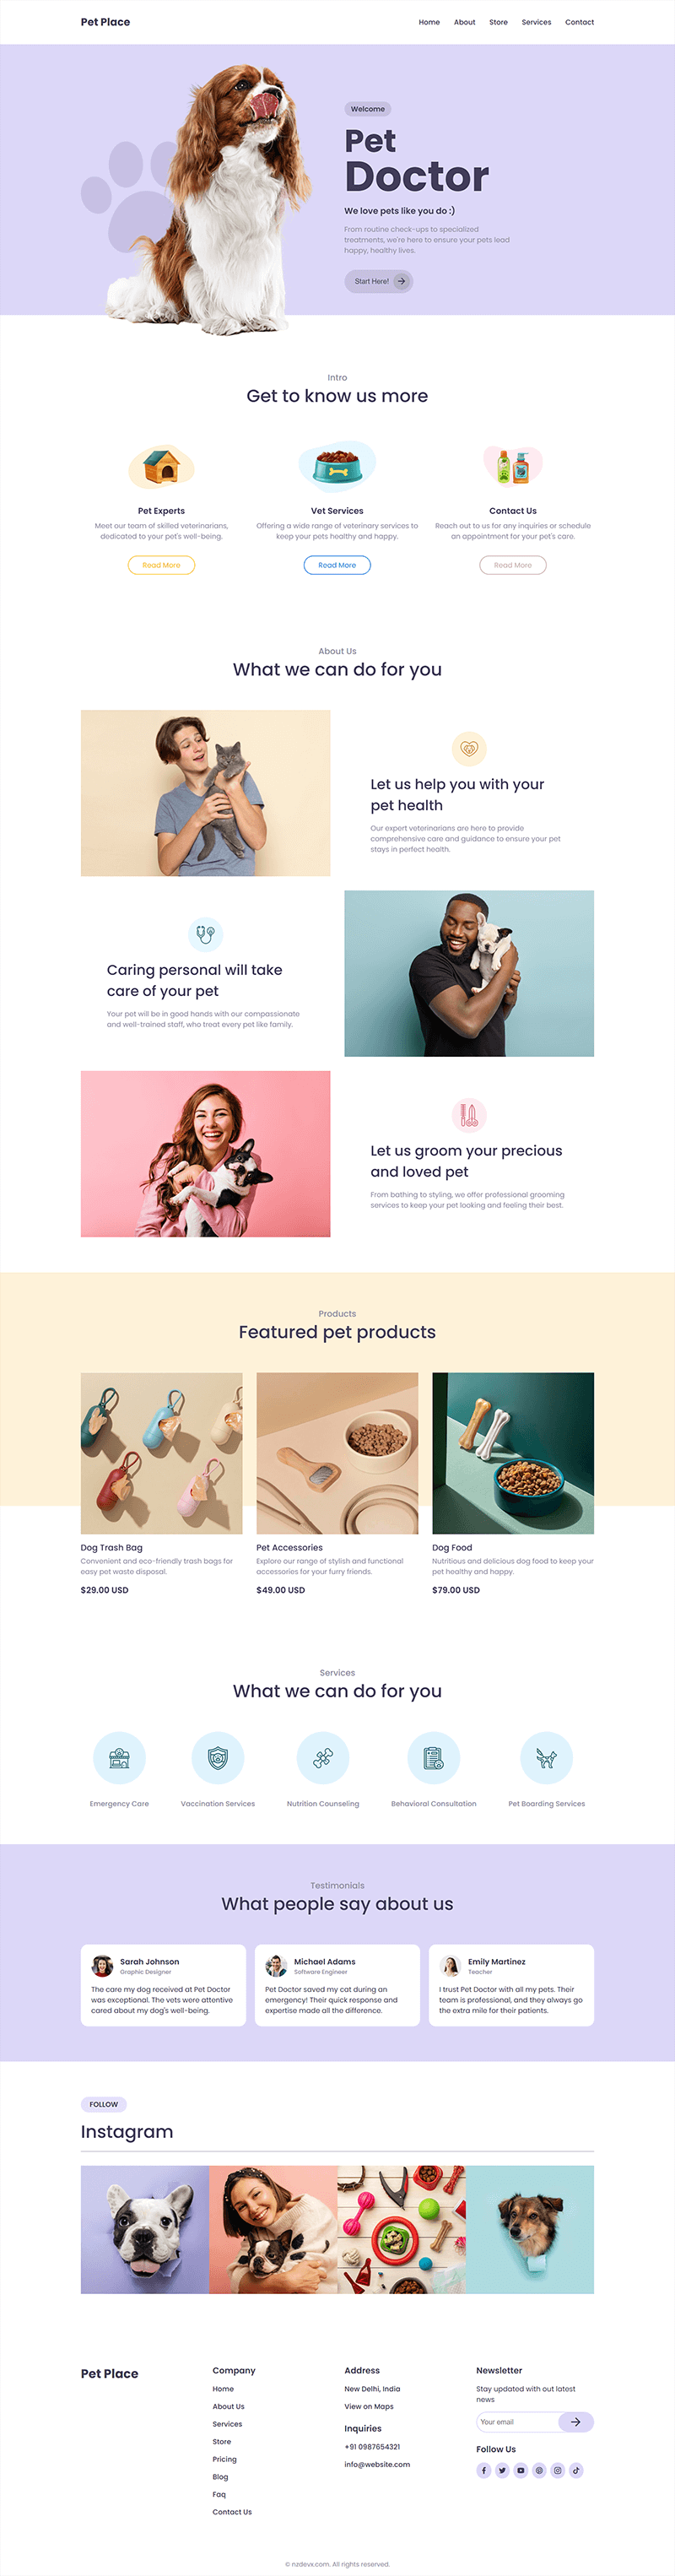 Pet Place
Home About Store Services Contact
Welcome
Pet
Doctor
We love pets like you do :)
From routine check-ups to specialized
treatments, we're here to ensure your pets lead
happy, healthy lives.
Start Here!
Intro
Get to know us more
Pet Experts
Meet our team of skilled veterinarians,
dedicated to your pet's well-being.
Read More
Vet Services
Offering a wide range of veterinary services to
keep your pets healthy and happy.
Read More
Contact Us
Reach out to us for any inquiries or schedule
an appointment for your pet's care.
Read More
About Us
What we can do for you
Let us help you with your
pet health
Our expert veterinarians are here to provide
comprehensive care and guidance to ensure your pet
stays in perfect health.
Caring personal will take
care of your pet
Your pet will be in good hands with our compassionate
and well-trained staff, who treat every pet like family.
Let us groom your precious
and loved pet
From bathing to styling, we offer professional grooming
services to keep your pet looking and feeling their best.
Products
Featured pet products
Dog Trash Bag
Convenient and eco-friendly trash bags for
easy pet waste disposal.
$29.00 USD
Pet Accessories
Explore our range of stylish and functional
accessories for your furry friends.
$49.00 USD
Dog Food
Nutritious and delicious dog food to keep your
pet healthy and happy.
$79.00 USD
Services
What we can do for you
Emergency Care
Vaccination Services
Nutrition Counseling
Behavioral Consultation
Pet Boarding Services
Testimonials
What people say about us
Sarah Johnson
Graphic Designer
The care my dog received at Pet Doctor
was exceptional. The vets were attentive
cared about my dog's well-being.
Michael Adams
Software Engineer
Pet Doctor saved my cat during an
emergency! Their quick response and
expertise made all the difference.
Emily Martinez
Teacher
I trust Pet Doctor with all my pets. Their
team is professional, and they always go
the extra mile for their patients.
FOLLOW
Instagram
Pet Place
Company
Home
About Us
Services
Store
Pricing
Blog
Faq
Contact Us
Address
New Delhi, India
View on Maps
Inquiries
+91 0987654321
info@website.com
Newsletter
Stay updated with out latest
news
Your email
Follow Us
© nzdevx.com. All rights reserved.